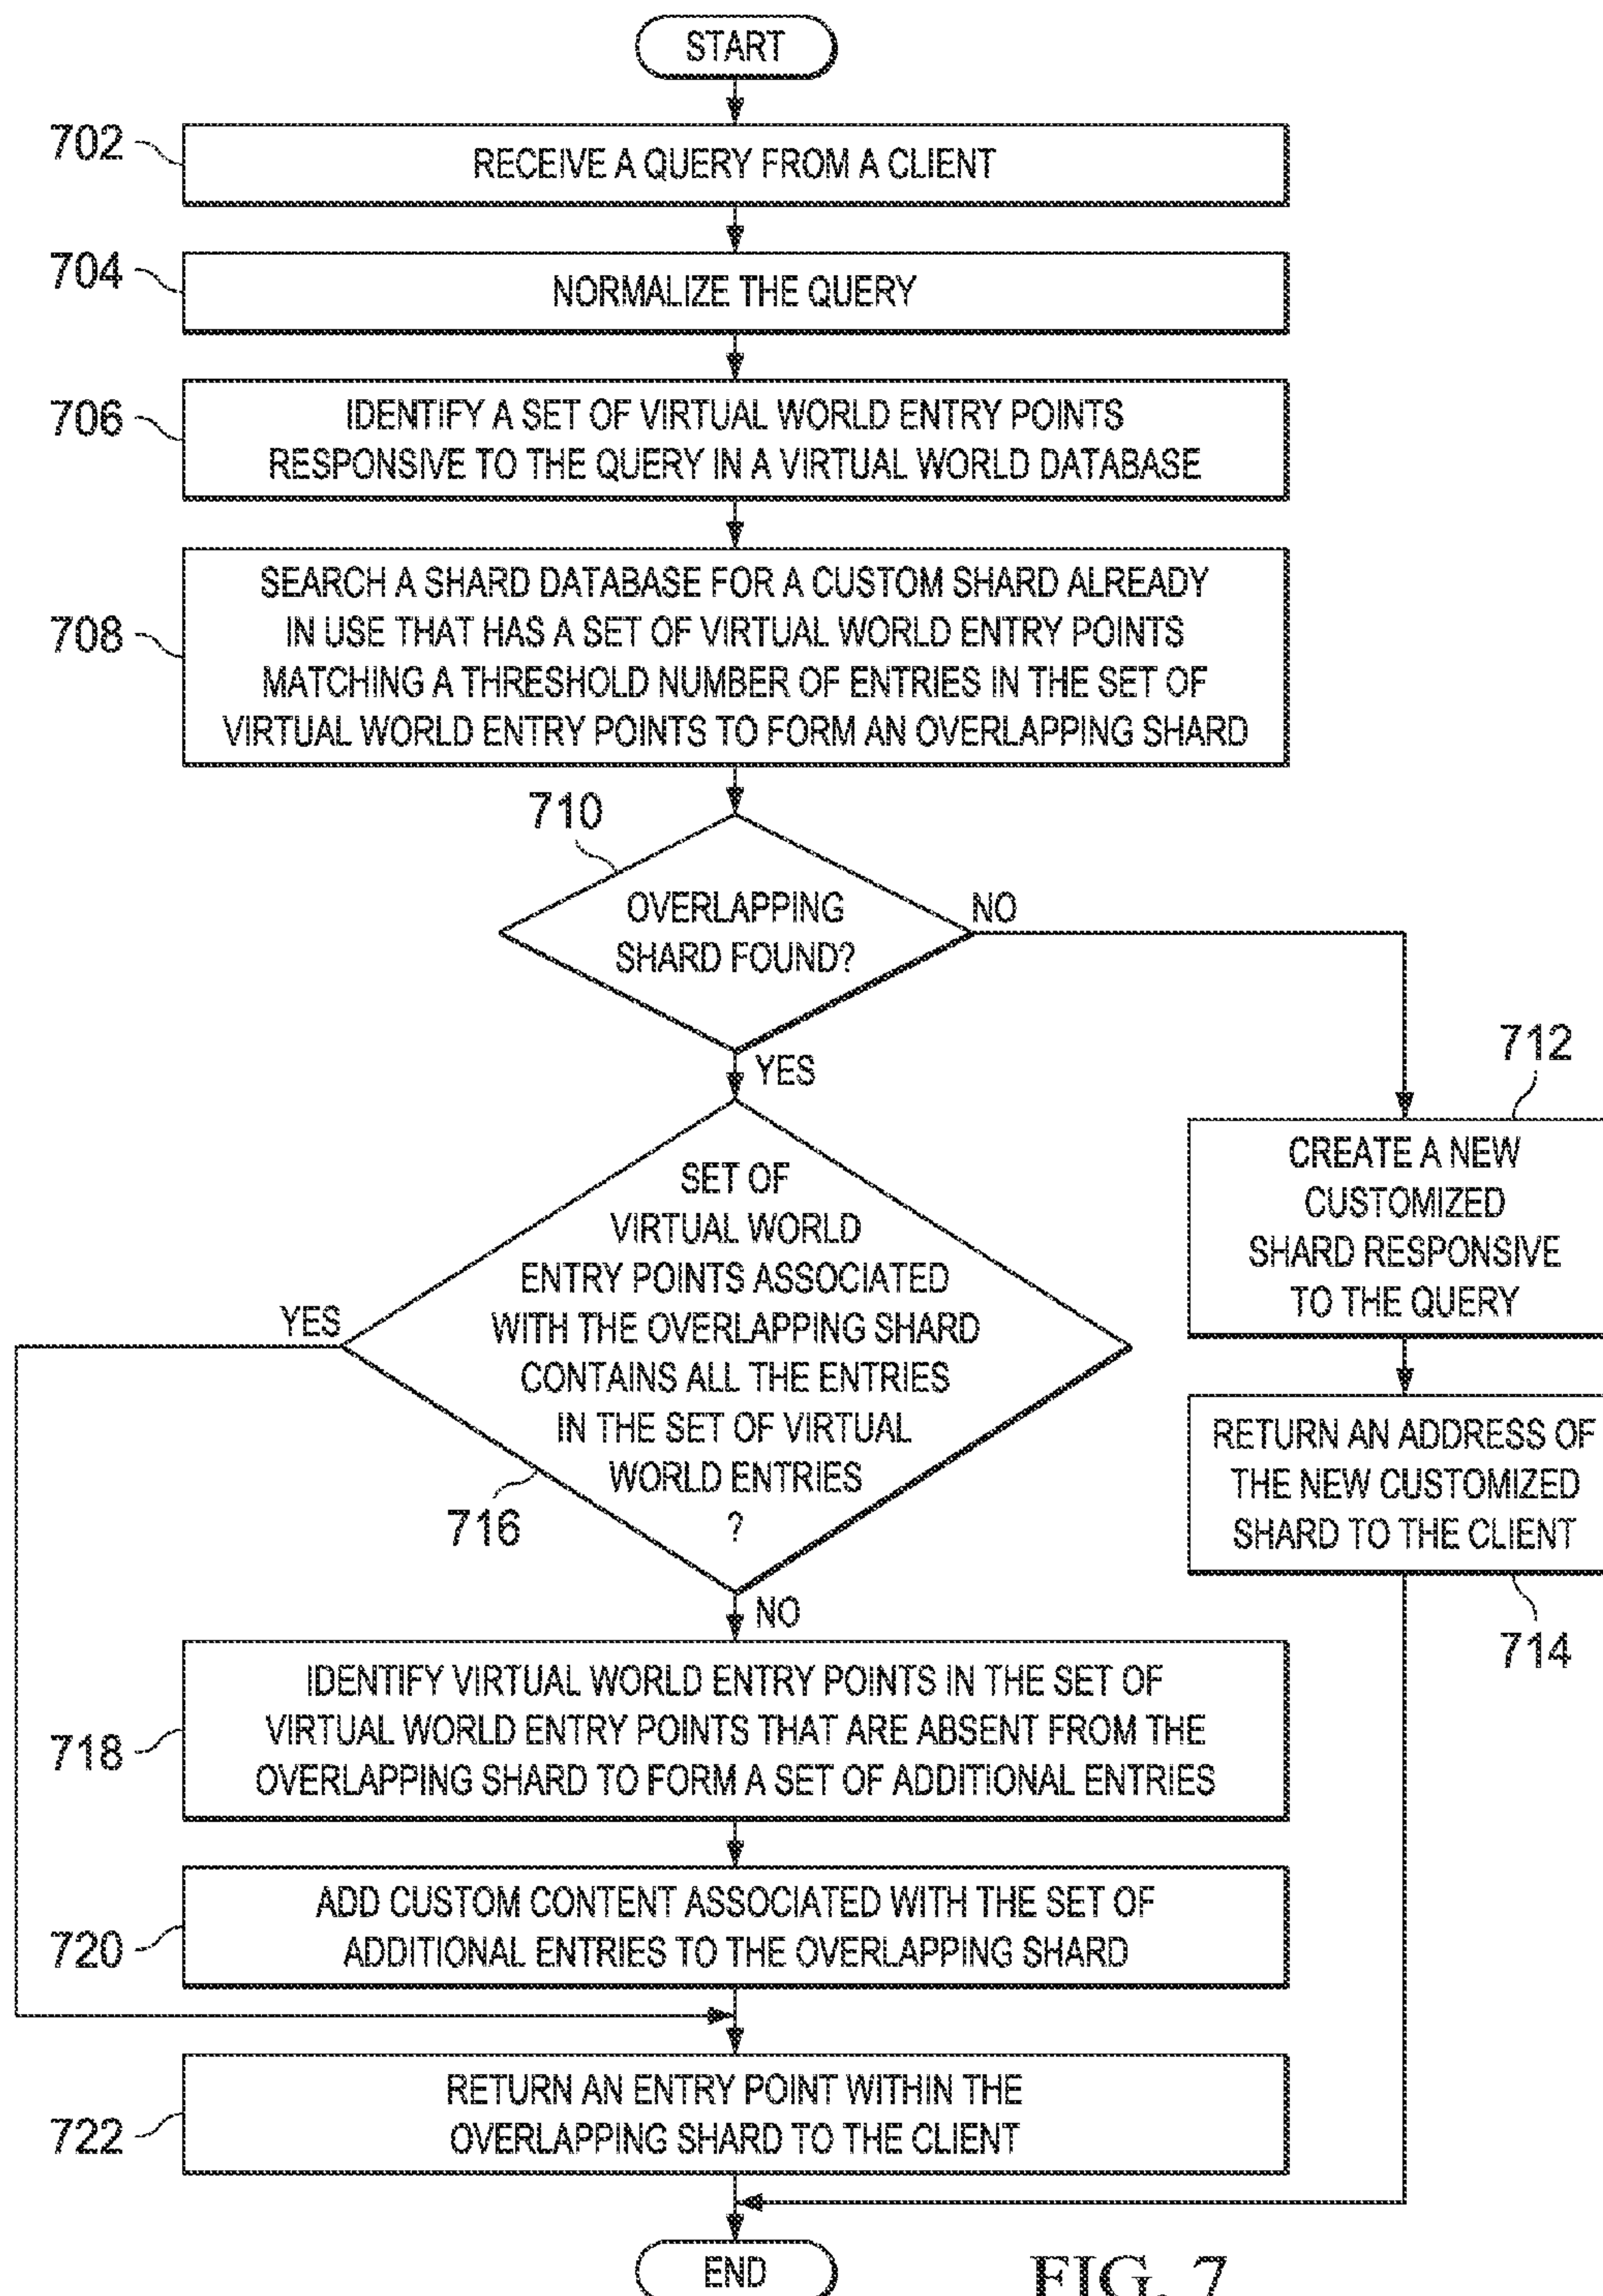 START
702
RECEIVE A QUERY FROM A CLIENT
704
NORMALIZE THE QUERY
706
IDENTIFY A SET OF VIRTUAL WORLD ENTRY POINTS
RESPONSIVE TO THE QUERY IN A VIRTUAL WORLD DATABASE
708
SEARCH A SHARD DATABASE FOR A CUSTOM SHARD ALREADY
IN USE THAT HAS A SET OF VIRTUAL WORLD ENTRY POINTS
MATCHING A THRESHOLD NUMBER OF ENTRIES IN THE SET OF
VIRTUAL WORLD ENTRY POINTS TO FORM AN OVERLAPPING SHARD
710
OVERLAPPING
SHARD FOUND?
NO
YES
712
CREATE A NEW
CUSTOMIZED
SHARD RESPONSIVE
TO THE QUERY
RETURN AN ADDRESS OF
THE NEW CUSTOMIZED
SHARD TO THE CLIENT
714
SET OF
VIRTUAL WORLD
ENTRY POINTS ASSOCIATED
WITH THE OVERLAPPING SHARD
CONTAINS ALL THE ENTRIES
IN THE SET OF VIRTUAL
WORLD ENTRIES
?
YES
716
NO
718
IDENTIFY VIRTUAL WORLD ENTRY POINTS IN THE SET OF
VIRTUAL WORLD ENTRY POINTS THAT ARE ABSENT FROM THE
OVERLAPPING SHARD TO FORM A SET OF ADDITIONAL ENTRIES
720
ADD CUSTOM CONTENT ASSOCIATED WITH THE SET OF
ADDITIONAL ENTRIES TO THE OVERLAPPING SHARD
722
RETURN AN ENTRY POINT WITHIN THE
OVERLAPPING SHARD TO THE CLIENT
END
FIG. 7